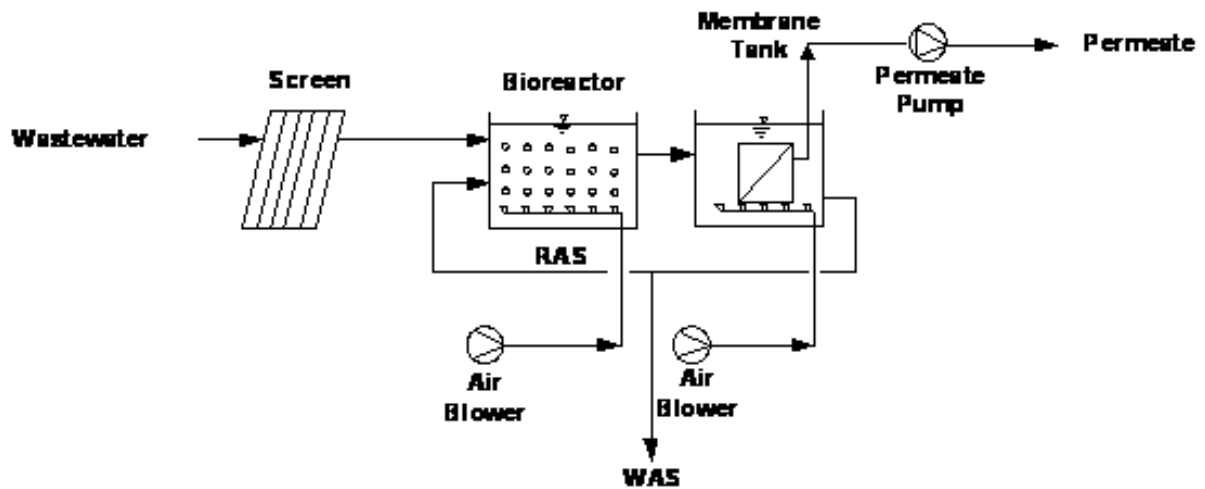 Membrane
Tank
Permeate
Permeate
Pump
Screen
Bioreactor
Wastewater
RAS
Air
Blower
Air
Blower
WAS